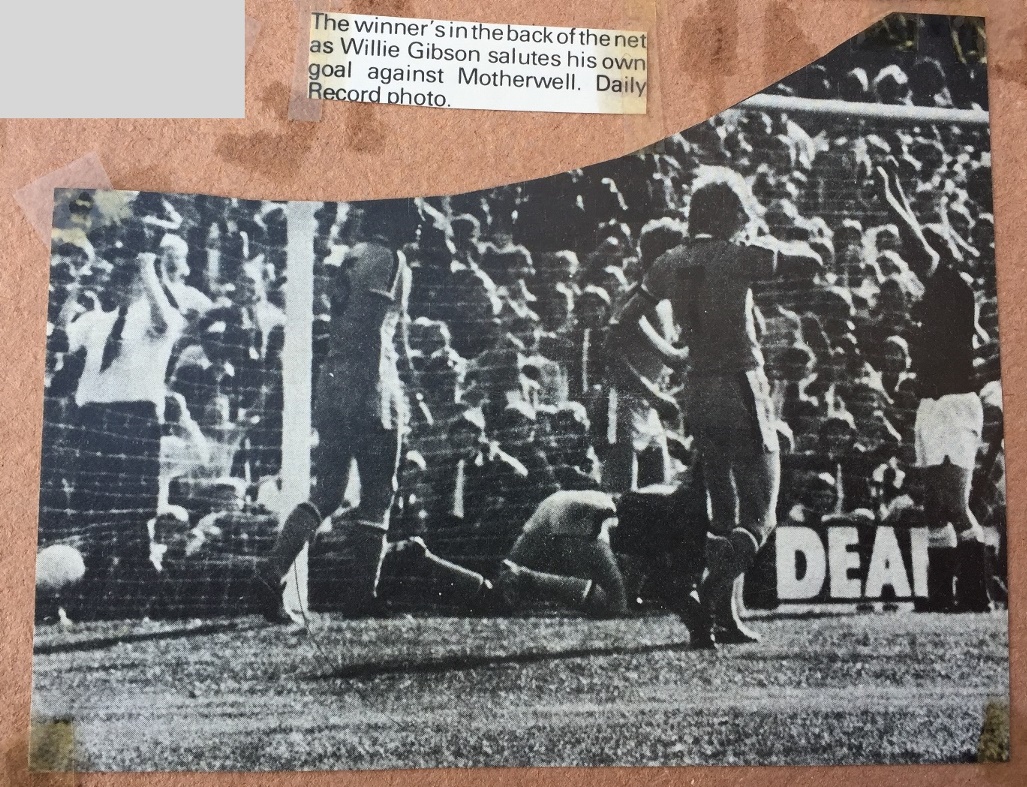 The winner's in the back of the net
as Willie Gibson salutes his own
goal against Motherwell. Daily
Record photo.
DEA